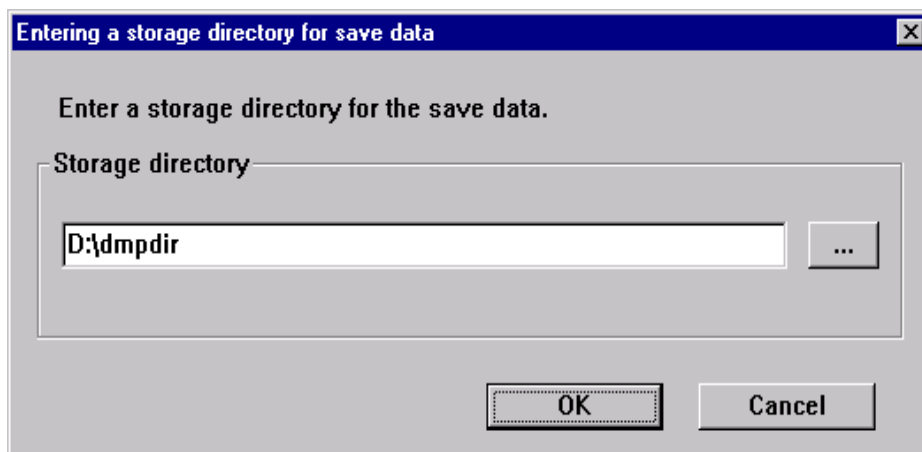 Entering a storage directory for save data
Enter a storage directory for the save data.
Storage directory
D:\dmpdir
...
OK
Cancel